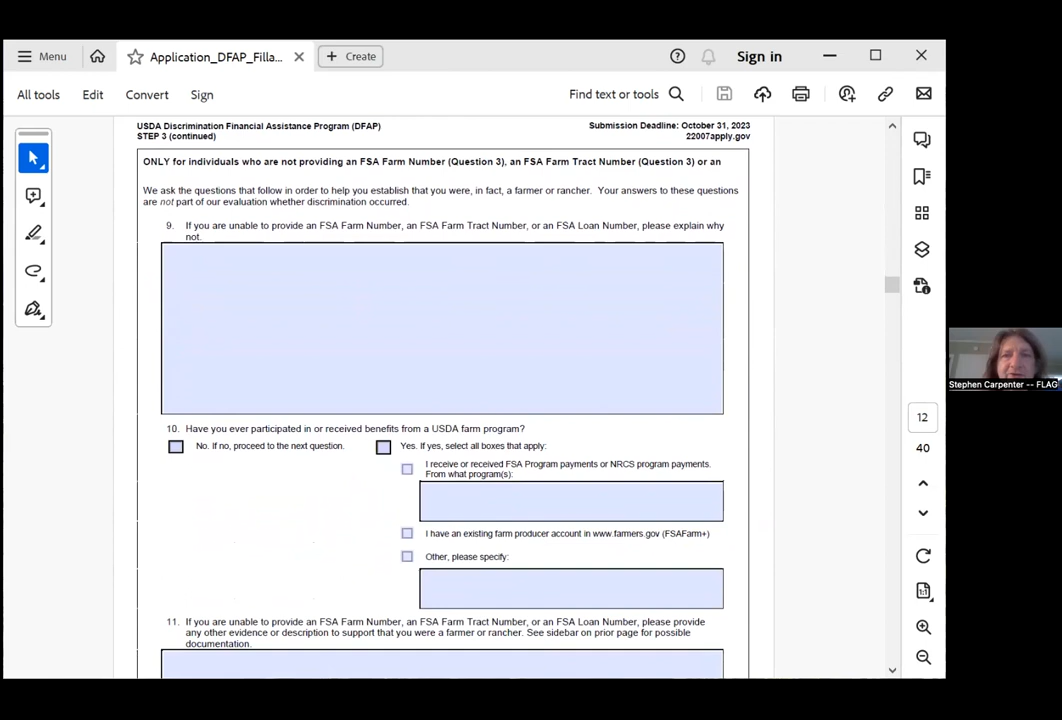 Menu
Application_DFAP_Filla...
Create
Sign in
All tools
Edit
Convert
Sign
Find text or tools
USDA Discrimination Financial Assistance Program (DFAP)
Submission Deadline: October 31, 2023
STEP 3 (continued)
22007apply.gov
ONLY for individuals who are not providing an FSA Farm Number (Question 3), an FSA Farm Tract Number (Question 3) or an
We ask the questions that follow in order to help you establish that you were, in fact, a farmer or rancher. Your answers to these questions
are not part of our evaluation whether discrimination occurred.
9. If you are unable to provide an FSA Farm Number, an FSA Farm Tract Number, or an FSA Loan Number, please explain why
not.
10. Have you ever participated in or received benefits from a USDA farm program?
No. If no, proceed to the next question.
Yes. If yes, select all boxes that apply:
I receive or received FSA Program payments or NRCS program payments.
From what program(s):
I have an existing farm producer account in www.farmers.gov (FSAFarm+)
Other, please specify:
11. If you are unable to provide an FSA Farm Number, an FSA Farm Tract Number, or an FSA Loan Number, please provide
any other evidence or description to support that you were a farmer or rancher. See sidebar on prior page for possible
documentation.
12
40
1:1
Stephen Carpenter -- FLAG